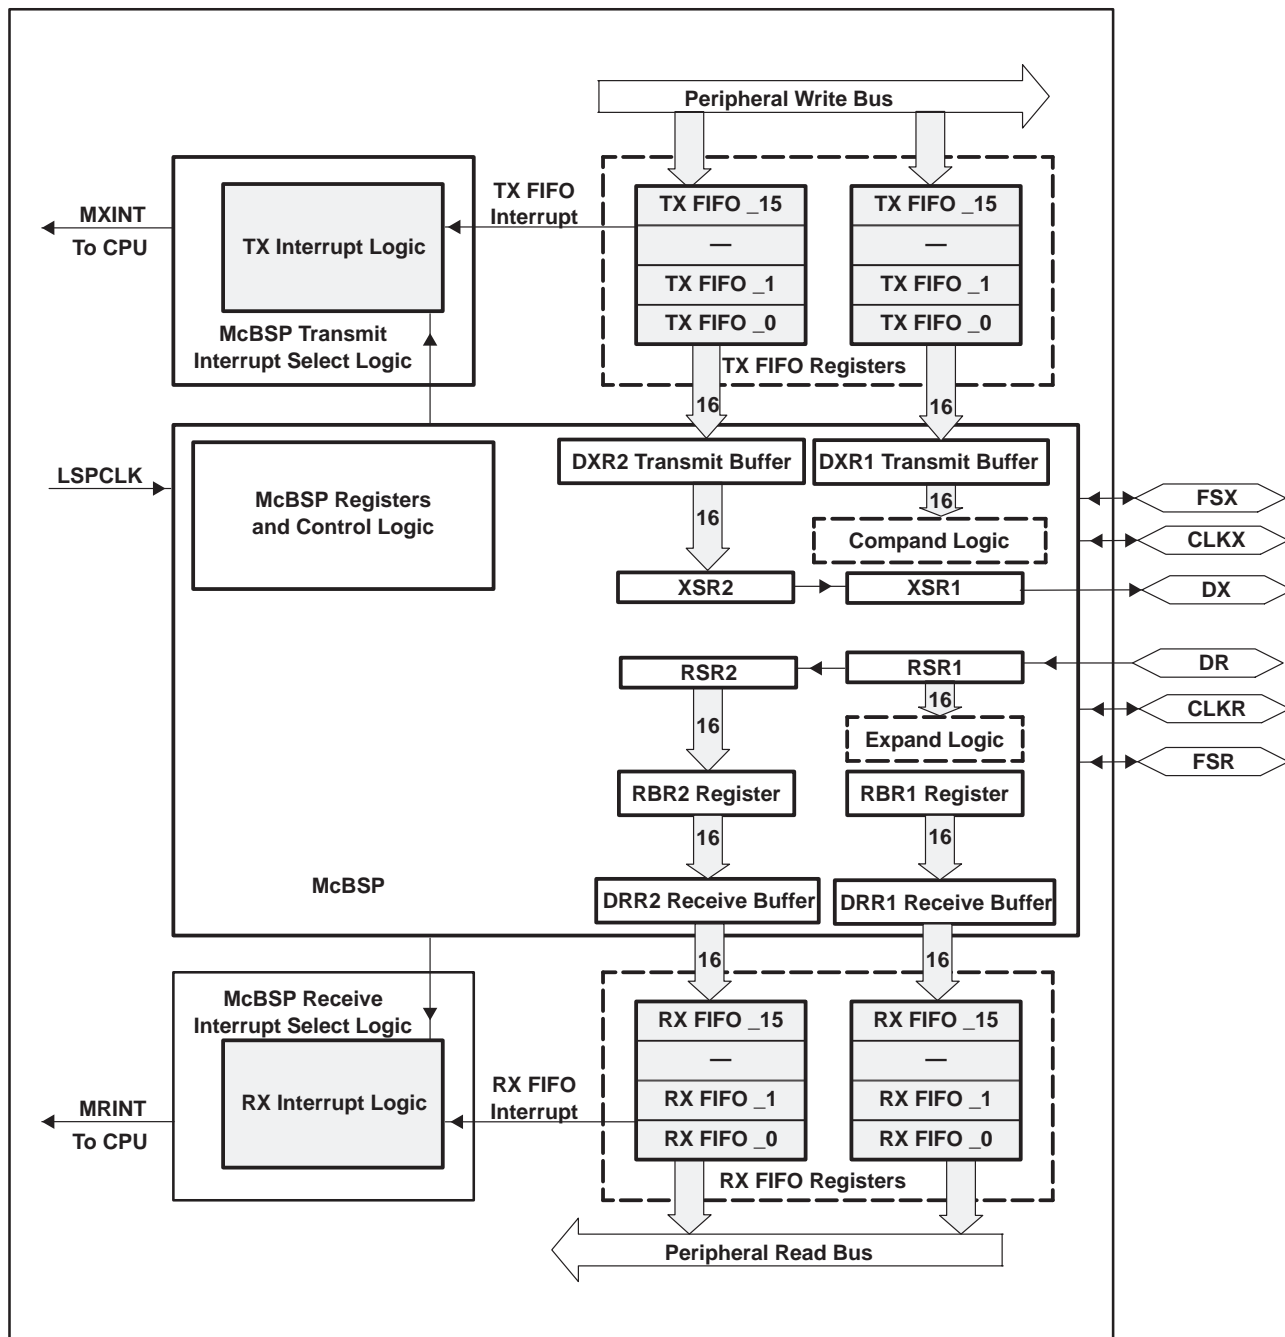 Peripheral Write Bus
MXINT
To CPU
TX Interrupt Logic
McBSP Transmit
Interrupt Select Logic
TX FIFO
Interrupt
TX FIFO _15
—
TX FIFO _1
TX FIFO _0
TX FIFO _15
—
TX FIFO _1
TX FIFO _0
TX FIFO Registers
16
16
LSPCLK
McBSP Registers
and Control Logic
DXR2 Transmit Buffer
DXR1 Transmit Buffer
16
16
Compand Logic
XSR2
XSR1
RSR2
RSR1
16
16
Expand Logic
RBR2 Register
RBR1 Register
16
16
McBSP
DRR2 Receive Buffer
DRR1 Receive Buffer
FSX
CLKX
DX
DR
CLKR
FSR
16
16
McBSP Receive
Interrupt Select Logic
RX Interrupt Logic
MRINT
To CPU
RX FIFO
Interrupt
RX FIFO _15
—
RX FIFO _1
RX FIFO _0
RX FIFO _15
—
RX FIFO _1
RX FIFO _0
RX FIFO Registers
Peripheral Read Bus